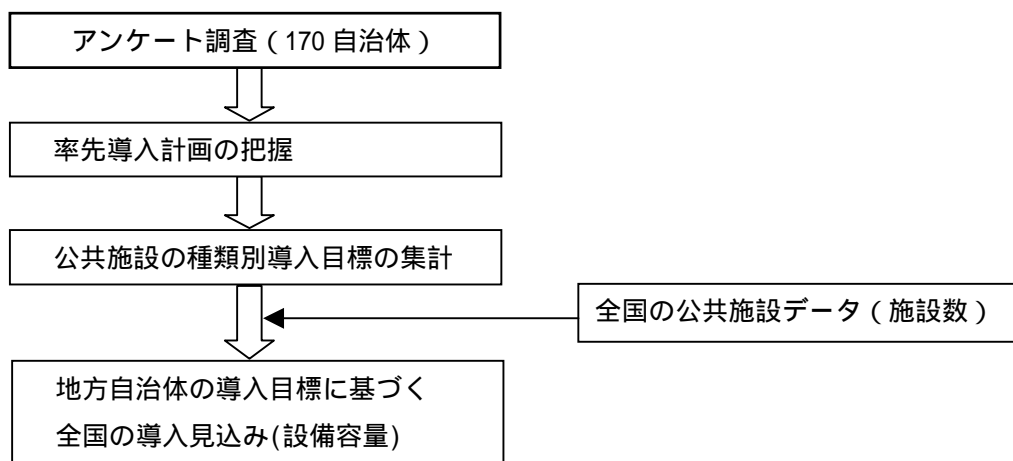 アンケート調査（170 自治体）
率先導入計画の把握
公共施設の種類別導入目標の集計
全国の公共施設データ（施設数）
地方自治体の導入目標に基づく
全国の導入見込み(設備容量)